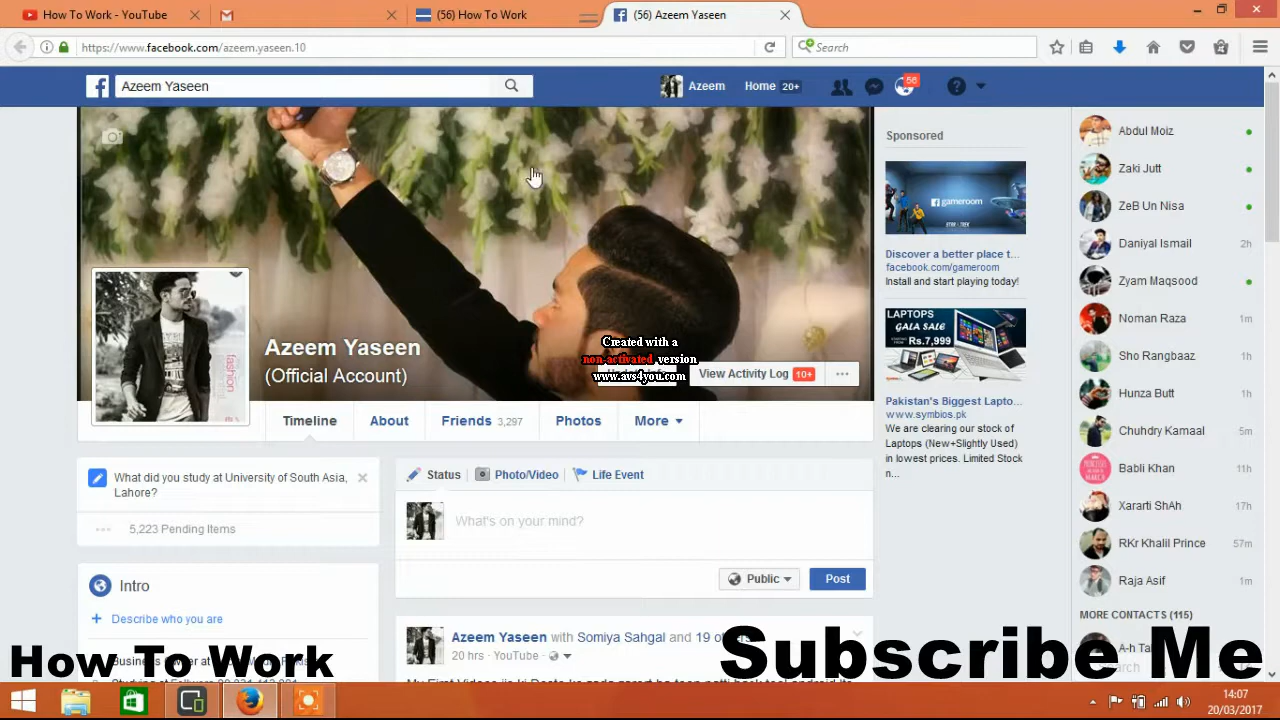 How To Work - YouTube
(56) How To Work
(56) Azeem Yaseen
https://www.facebook.com/azeem.yaseen.10
Search
Azeem Yaseen
Azeem
Home 20+
56
Azeem Yaseen
(Official Account)
Created with a
non-activated version
www.avs4you.com
View Activity Log 10+
Timeline
About
Friends 3,297
Photos
More
What did you study at University of South Asia,
Lahore?
5,223 Pending Items
Intro
Describe who you are
Status
Photo/Video
Life Event
What's on your mind?
Public
Post
Azeem Yaseen with Somiya Sahgal and 19
20 hrs · YouTube ·
Sponsored
facebook gameroom
STAR TREK
Discover a better place t...
facebook.com/gameroom
Install and start playing today!
LAPTOPS
GALA SALE
Rs.7,999
Pakistan's Biggest Lapto...
www.symbios.pk
We are clearing our stock of
Laptops (New+Slightly Used)
in lowest prices. Limited Stock
n...
Abdul Moiz
Zaki Jutt
ZeB Un Nisa
Daniyal Ismail 2h
Zyam Maqsood
Noman Raza 1m
Sho Rangbaaz 1h
Hunza Butt 1m
Chuhdry Kamaal 5m
Babli Khan 11h
Xararti ShAh 17h
RKr Khalil Prince 57m
Raja Asif 1m
MORE CONTACTS (115)
How To Work
Subscribe Me
14:07
20/03/2017